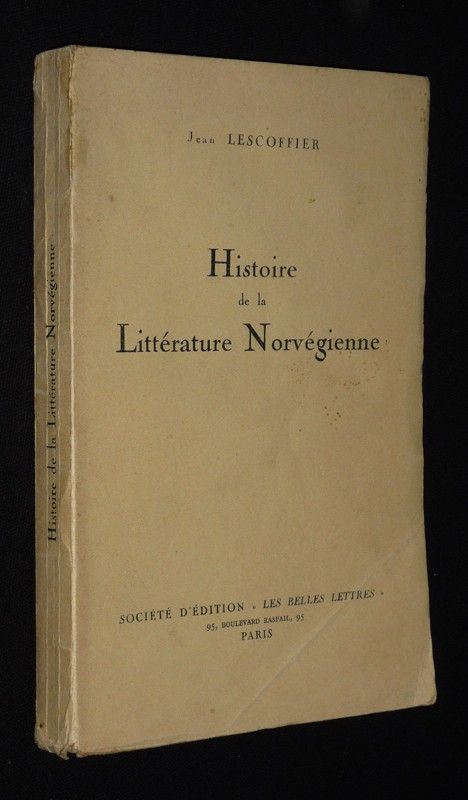 Jean LESCOFFIER
Histoire
de la
Littérature Norvégienne
SOCIÉTÉ D'ÉDITION « LES BELLES LETTRES »
95, BOULEVARD RASPAIL, 95
PARIS
Histoire de la Littérature Norvégienne